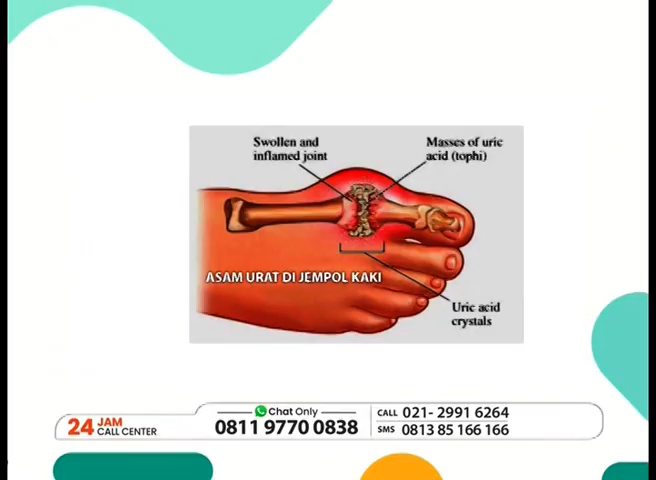 Swollen and
inflamed joint
Masses of uric
acid (tophi)
ASAM URAT DI JEMPOL KAKI
Uric acid
crystals
24 JAM
CALL CENTER
Chat Only
0811 9770 0838
CALL 021- 2991 6264
SMS 0813 85 166 166